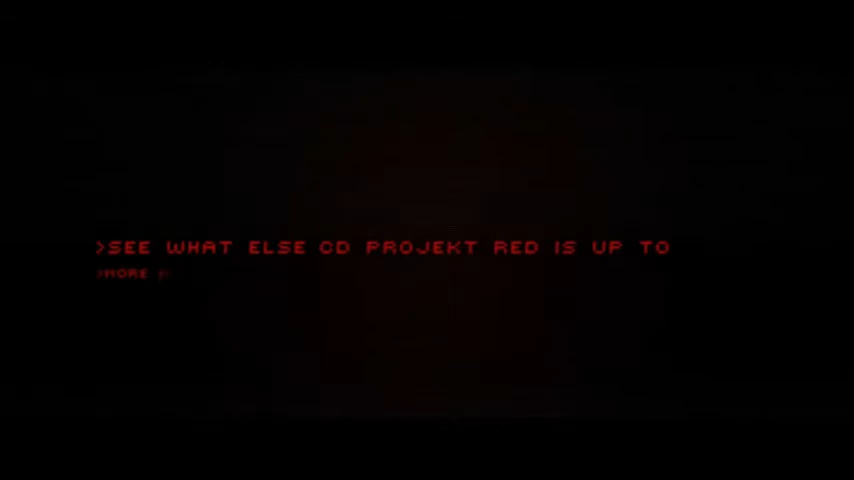 >SEE WHAT ELSE CD PROJEKT RED IS UP TO
>MORE